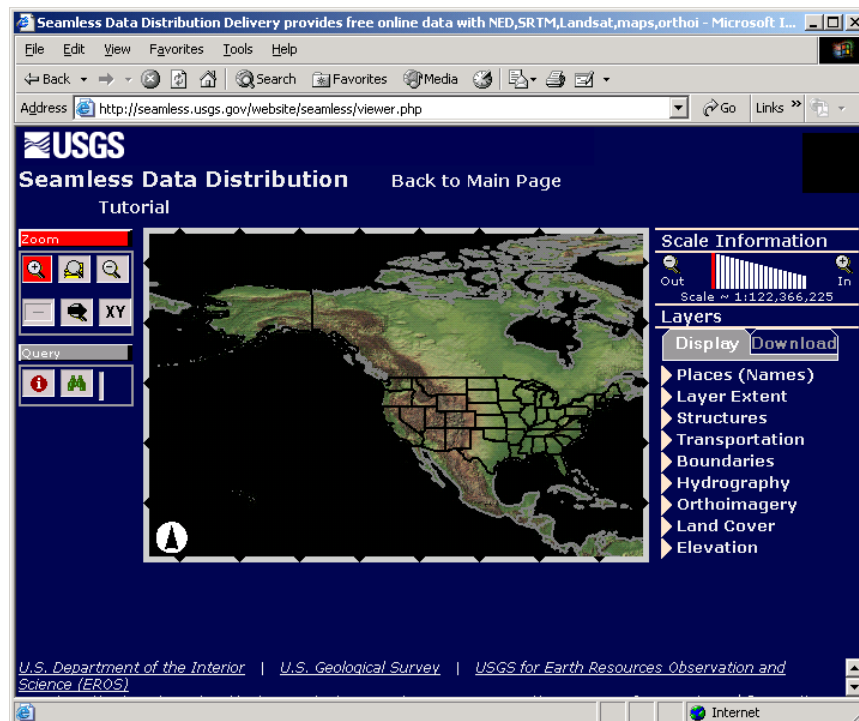 Seamless Data Distribution Delivery provides free online data with NED,SRTM,Landsat,maps,orthoi - Microsoft I...
File Edit View Favorites Tools Help
Back Search Favorites Media
Address http://seamless.usgs.gov/website/seamless/viewer.php Go Links »
USGS
Seamless Data Distribution Back to Main Page
Tutorial
Zoom
XY
Query
Scale Information
Out In
Scale ~ 1:122,366,225
Layers
Display Download
Places (Names)
Layer Extent
Structures
Transportation
Boundaries
Hydrography
Orthoimagery
Land Cover
Elevation
U.S. Department of the Interior | U.S. Geological Survey | USGS for Earth Resources Observation and
Science (EROS)
Internet